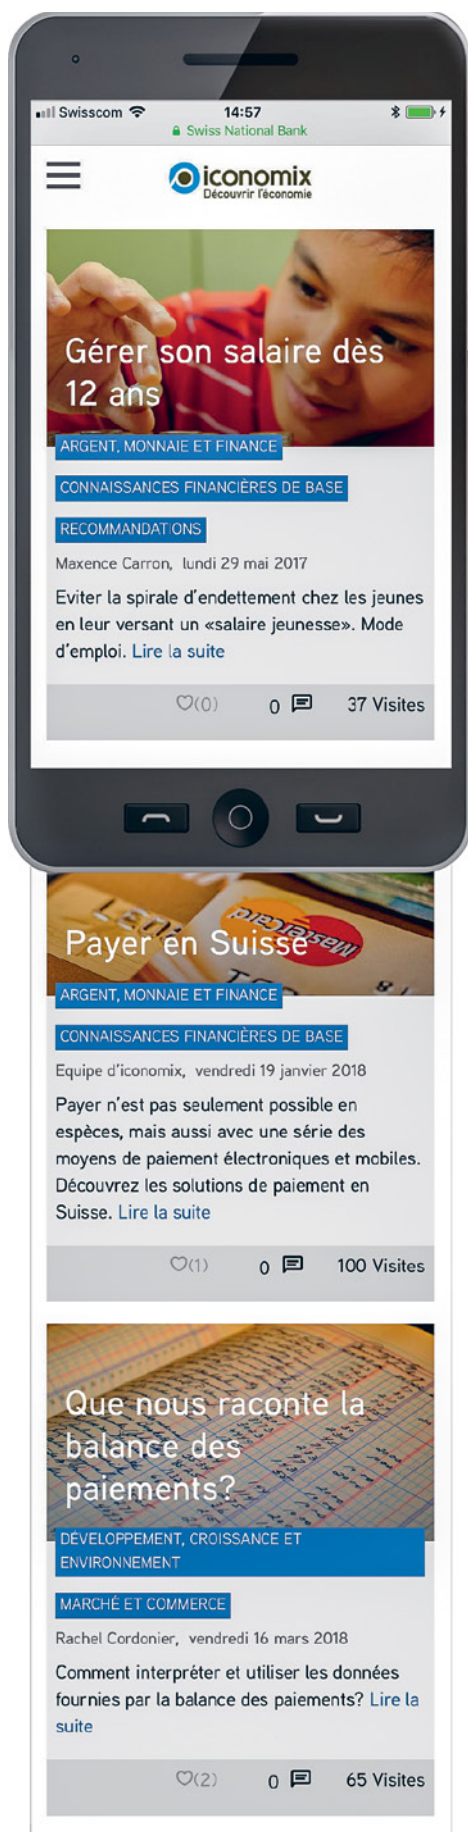 Swisscom 14:57
Swiss National Bank
iconomix
Découvrir l'économie
Gérer son salaire dès
12 ans
ARGENT, MONNAIE ET FINANCE
CONNAISSANCES FINANCIÈRES DE BASE
RECOMMANDATIONS
Maxence Carron, lundi 29 mai 2017
Eviter la spirale d'endettement chez les jeunes
en leur versant un «salaire jeunesse». Mode
d'emploi. Lire la suite
(0) 0 37 Visites
MasterCard
Payer en Suisse
ARGENT, MONNAIE ET FINANCE
CONNAISSANCES FINANCIÈRES DE BASE
Equipe d'iconomix, vendredi 19 janvier 2018
Payer n'est pas seulement possible en
espèces, mais aussi avec une série des
moyens de paiement électroniques et mobiles.
Découvrez les solutions de paiement en
Suisse. Lire la suite
(1) 0 100 Visites
Que nous raconte la
balance des
paiements?
DÉVELOPPEMENT, CROISSANCE ET
ENVIRONNEMENT
MARCHÉ ET COMMERCE
Rachel Cordonier, vendredi 16 mars 2018
Comment interpréter et utiliser les données
fournies par la balance des paiements? Lire la
suite
(2) 0 65 Visites